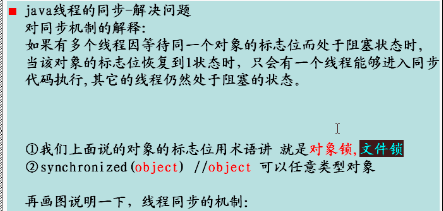 java线程的同步-解决问题
对同步机制的解释:
如果有多个线程因等待同一个对象的标志位而处于阻塞状态时,
当该对象的标志位恢复到1状态时, 只会有一个线程能够进入同步
代码执行,其它的线程仍然处于阻塞的状态。
①我们上面说的对象的标志位用术语讲 就是对象锁,文件锁
②synchronized(object) //object 可以任意类型对象
再画图说明一下, 线程同步的机制: